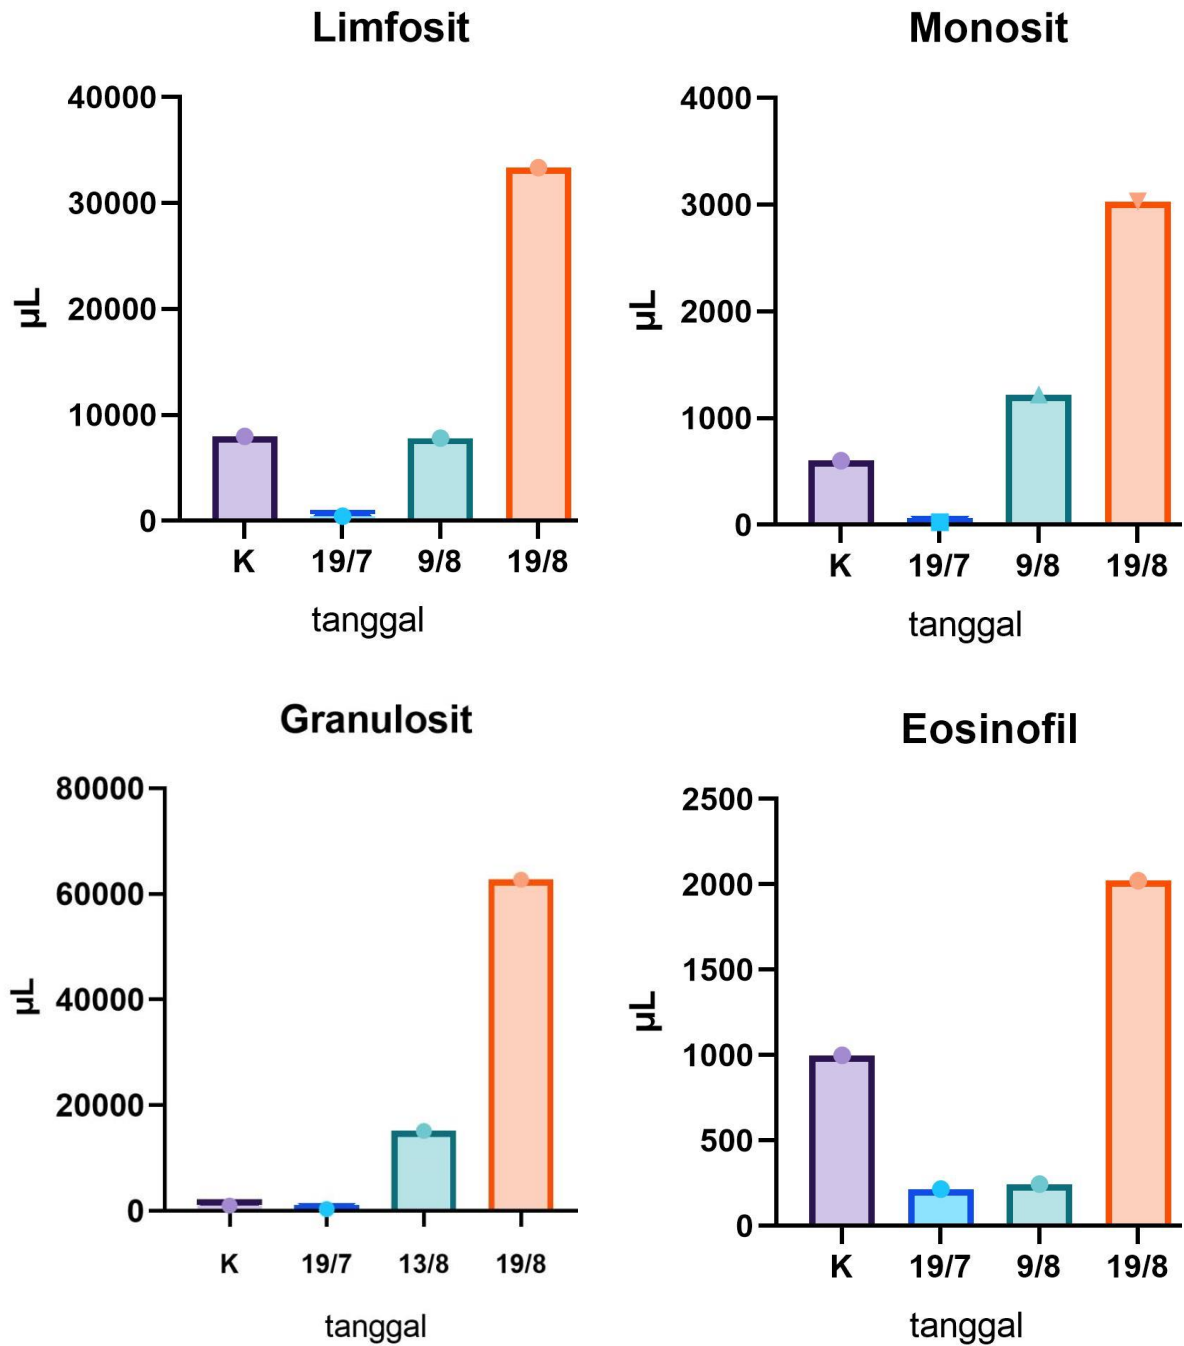 Limfosit
40000
30000
20000
10000
0
µL
K 19/7 9/8 19/8
tanggal
Monosit
4000
3000
2000
1000
0
µL
K 19/7 9/8 19/8
tanggal
Granulosit
80000
60000
40000
20000
0
µL
K 19/7 13/8 19/8
tanggal
Eosinofil
2500
2000
1500
1000
500
0
µL
K 19/7 9/8 19/8
tanggal